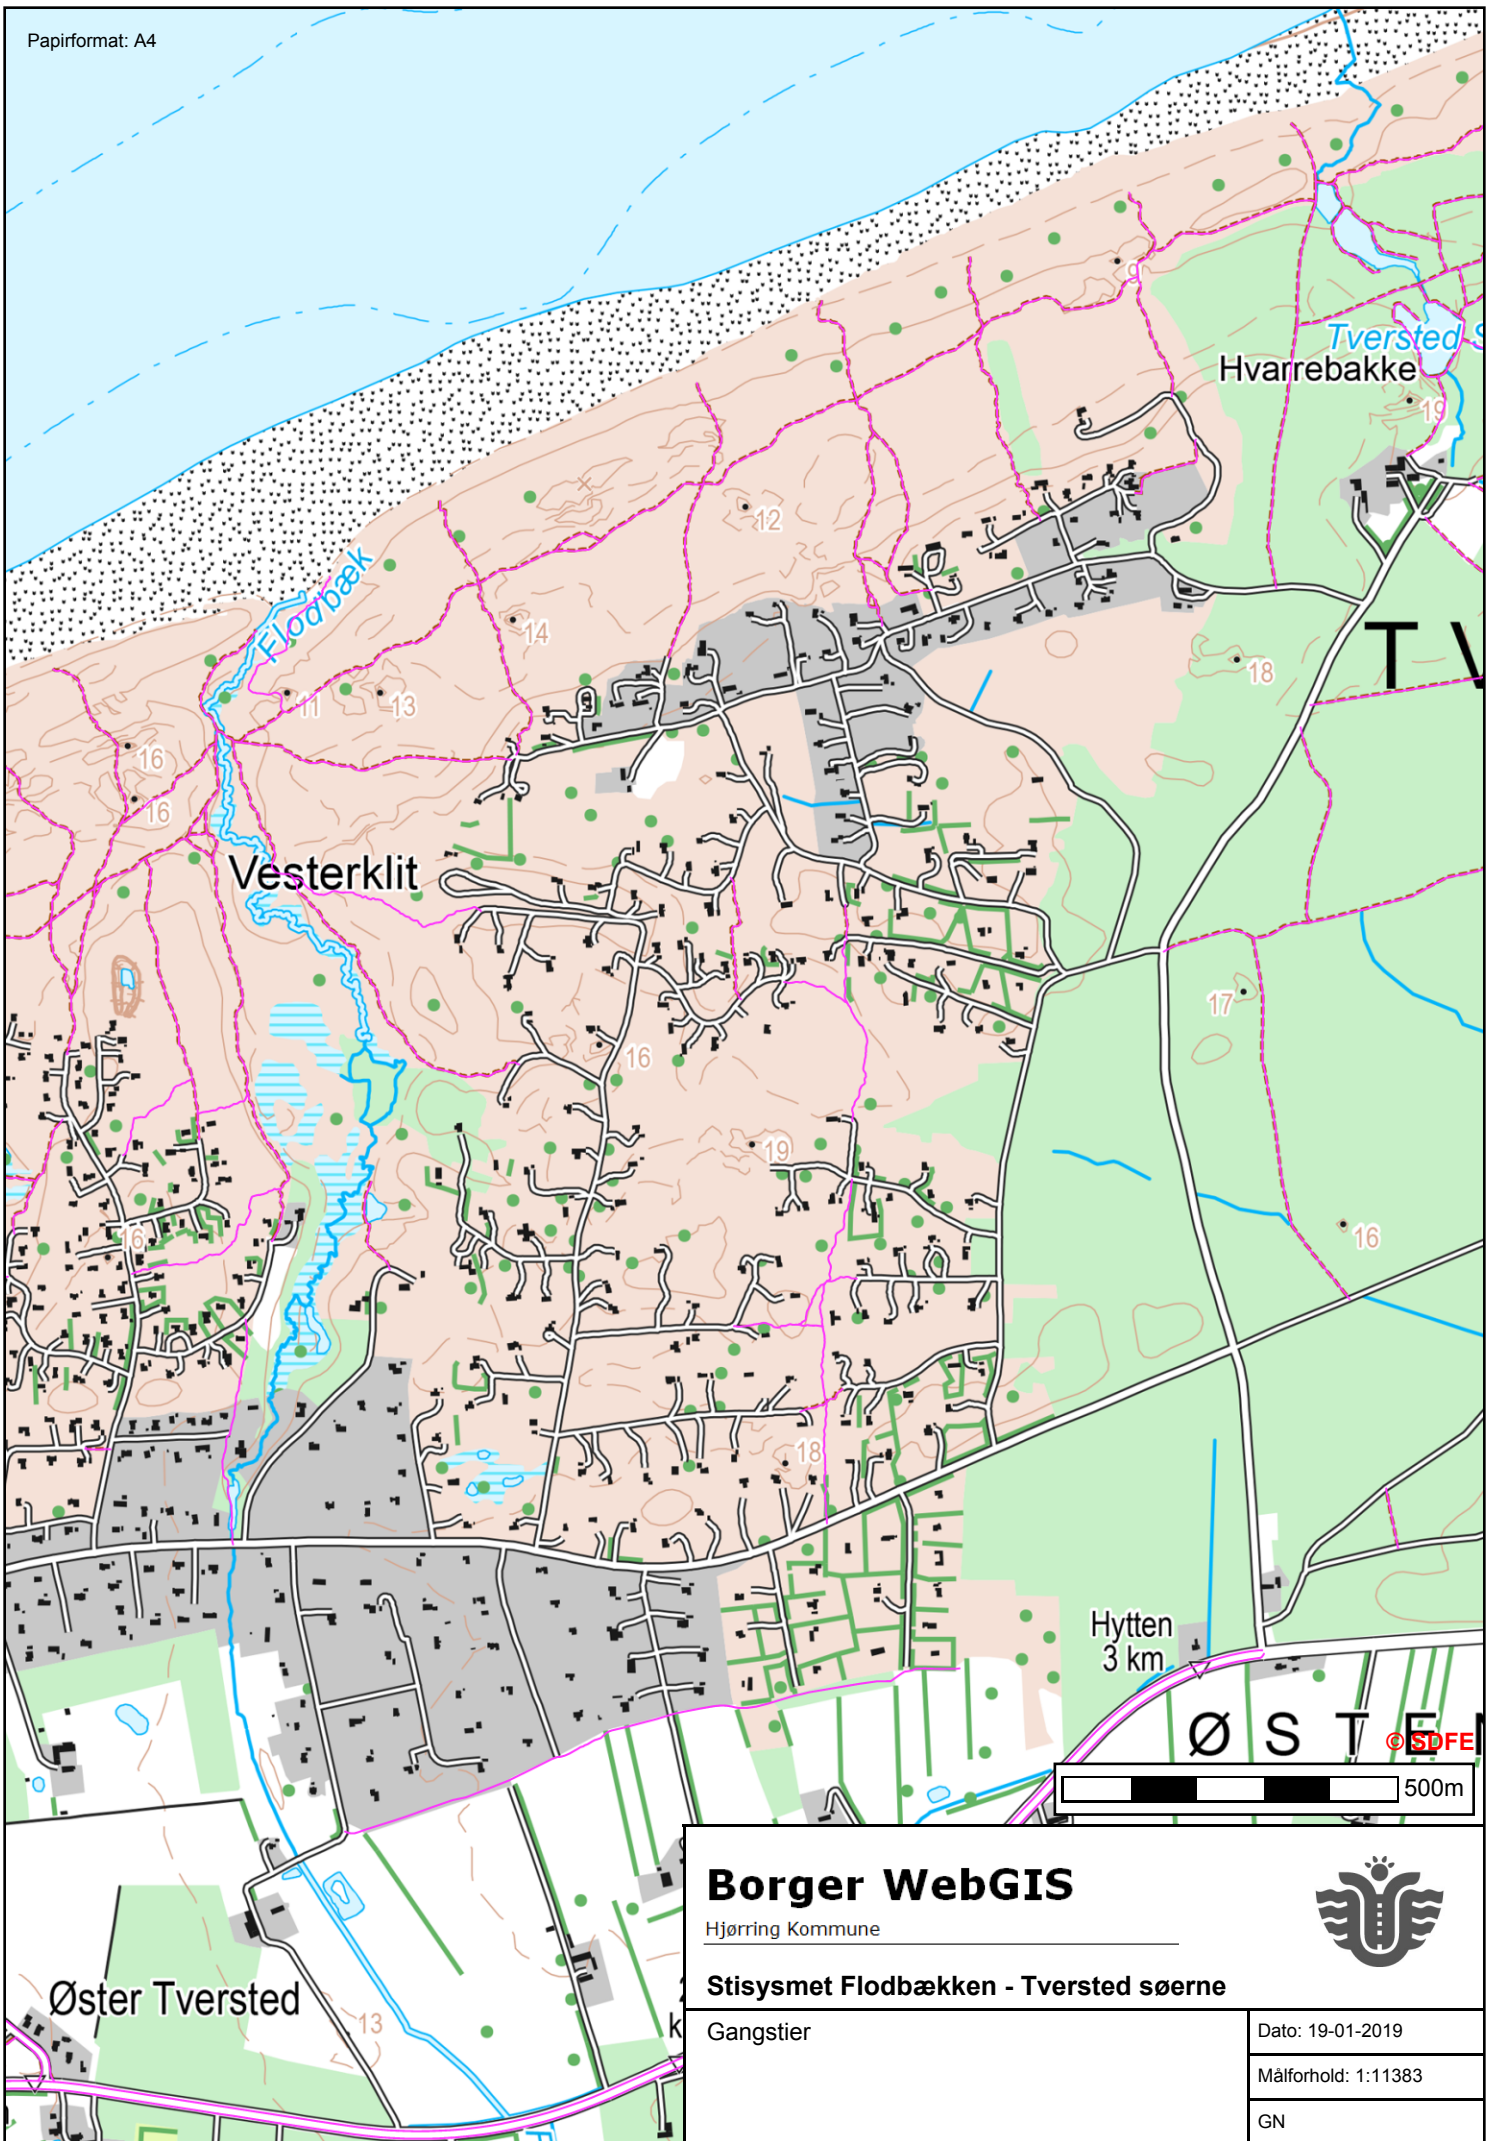 Papirformat: A4
Tversted S
Hvarrebakke
9
19
12
Flodbæk
14
11
13
16
16
18
T V
Vesterklit
17
16
19
16
16
18
Hytten
3 km
Ø S T E
© SDFE
500m
Borger WebGIS
Hjørring Kommune
Stisysmet Flodbækken - Tversted søerne
Gangstier
Dato: 19-01-2019
Målforhold: 1:11383
GN
Øster Tversted
13
k